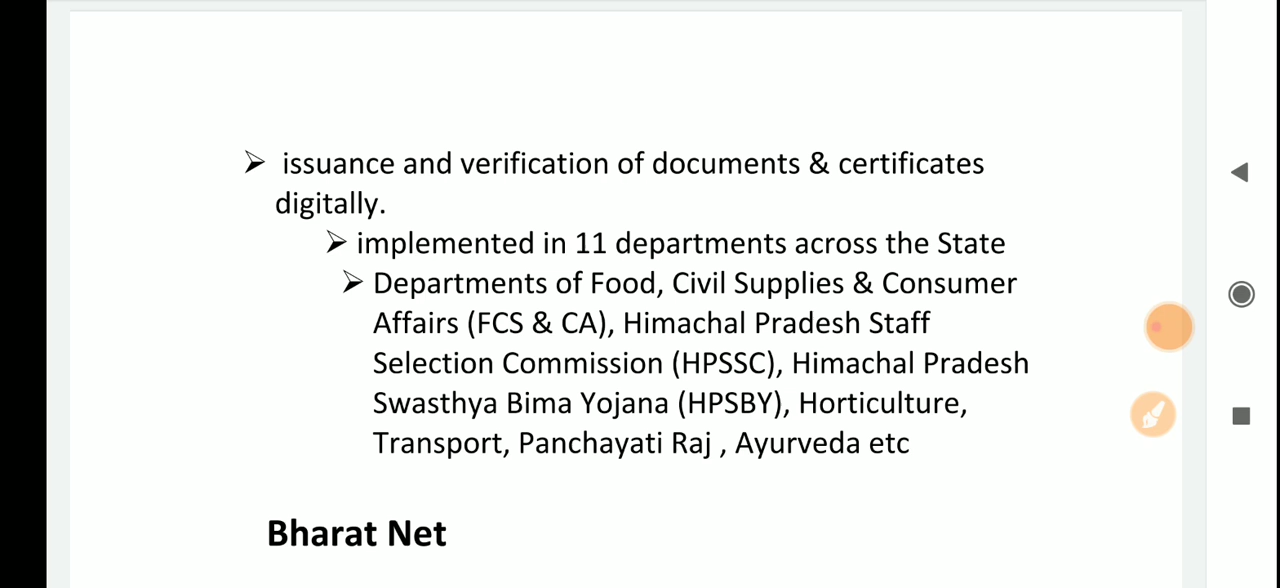 ➢ issuance and verification of documents & certificates
digitally.
➢ implemented in 11 departments across the State
➢ Departments of Food, Civil Supplies & Consumer
Affairs (FCS & CA), Himachal Pradesh Staff
Selection Commission (HPSSC), Himachal Pradesh
Swasthya Bima Yojana (HPSBY), Horticulture,
Transport, Panchayati Raj , Ayurveda etc
Bharat Net